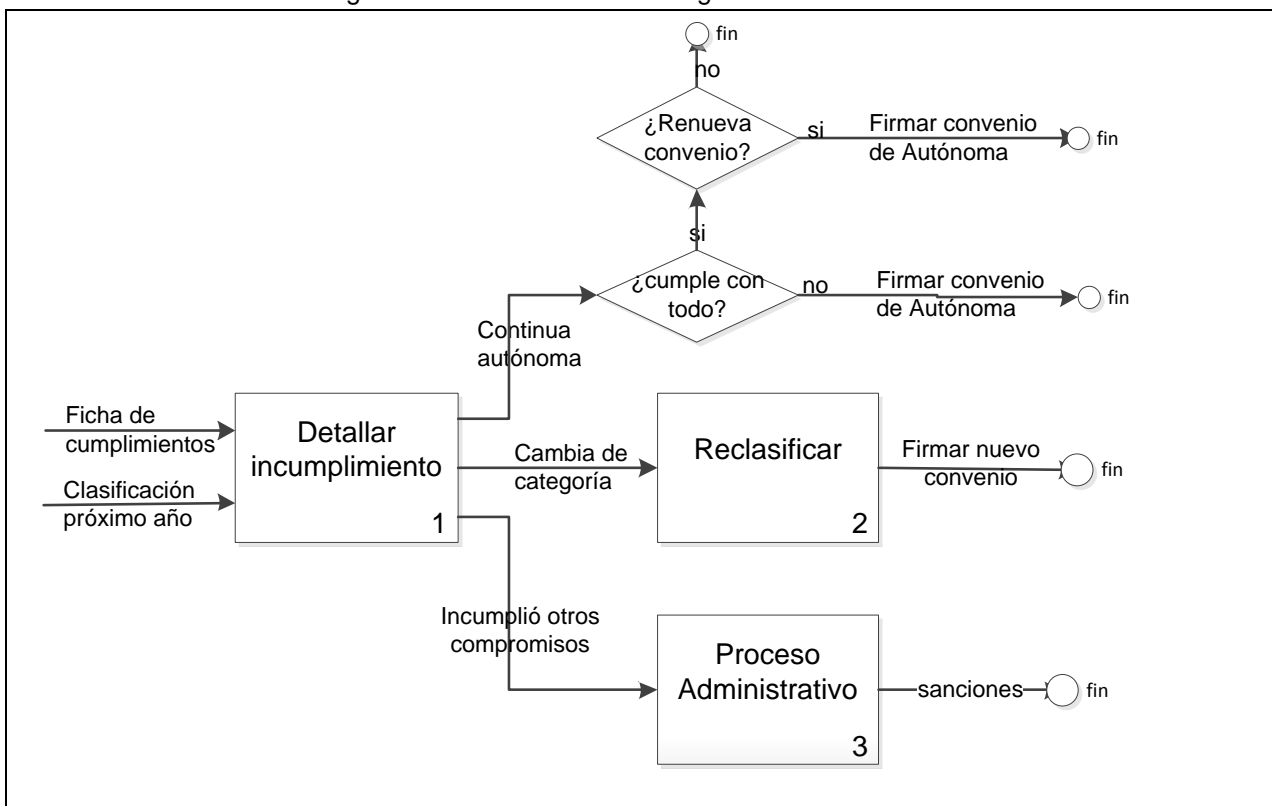 fin
no
¿Renueva
convenio?
si
Firmar convenio
de Autónoma
fin
si
¿cumple con
todo?
no
Firmar convenio
de Autónoma
fin
Continua
autónoma
Ficha de
cumplimientos
Clasificación
próximo año
Detallar
incumplimiento
1
Cambia de
categoría
Reclasificar
2
Firmar nuevo
convenio
fin
Incumplió otros
compromisos
Proceso
Administrativo
3
sanciones
fin